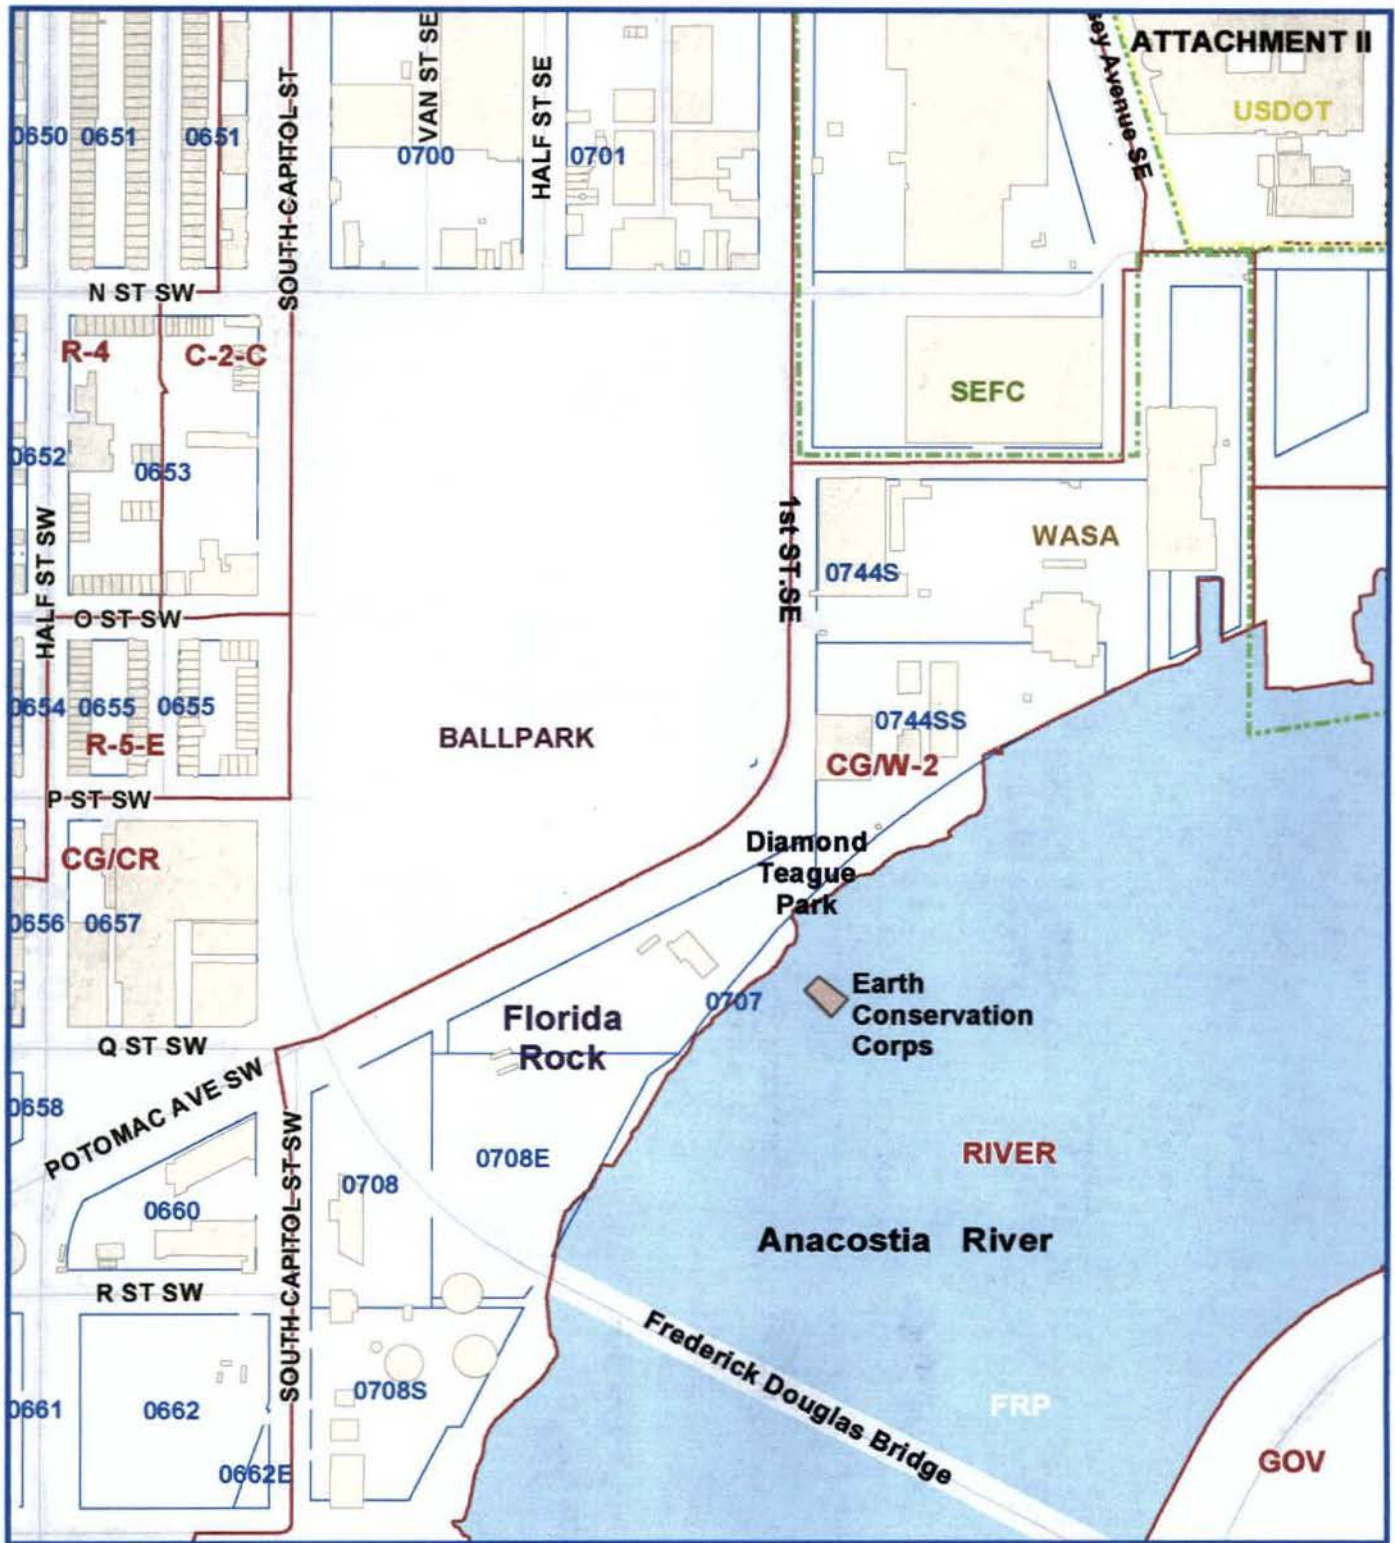 ATTACHMENT II
sey Avenue SE
USDOT
SOUTH CAPITOL ST
VAN ST SE
HALF ST SE
0650
0651
0651
0700
0701
N ST SW
R-4
C-2-C
SEFC
0652
0653
HALF ST SW
1st ST.SE
WASA
0744S
O ST SW
0654
0655
0655
R-5-E
BALLPARK
0744SS
CG/W-2
P ST SW
Diamond
Teague
Park
CG/CR
0656
0657
Earth
Conservation
Corps
0707
Florida
Rock
Q ST SW
POTOMAC AVE SW
0658
SOUTH CAPITOL ST SW
0708E
0708
0660
RIVER
Anacostia River
R ST SW
Frederick Douglas Bridge
0661
0662
0708S
FRP
0662E
GOV